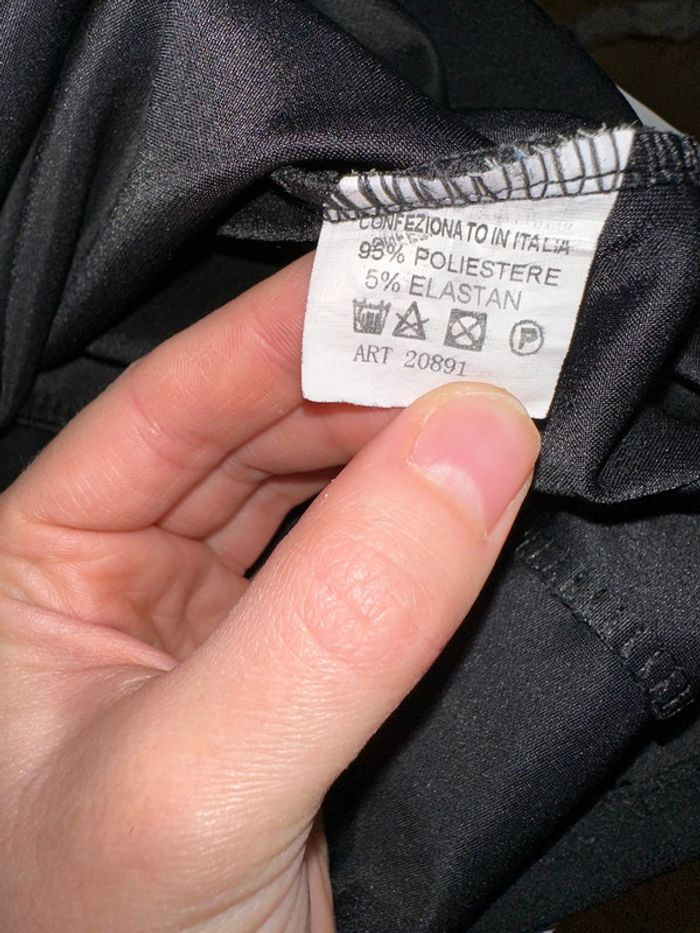 CONFEZIONATO IN ITALIA
95% POLIESTERE
5% ELASTAN
P
ART 20891